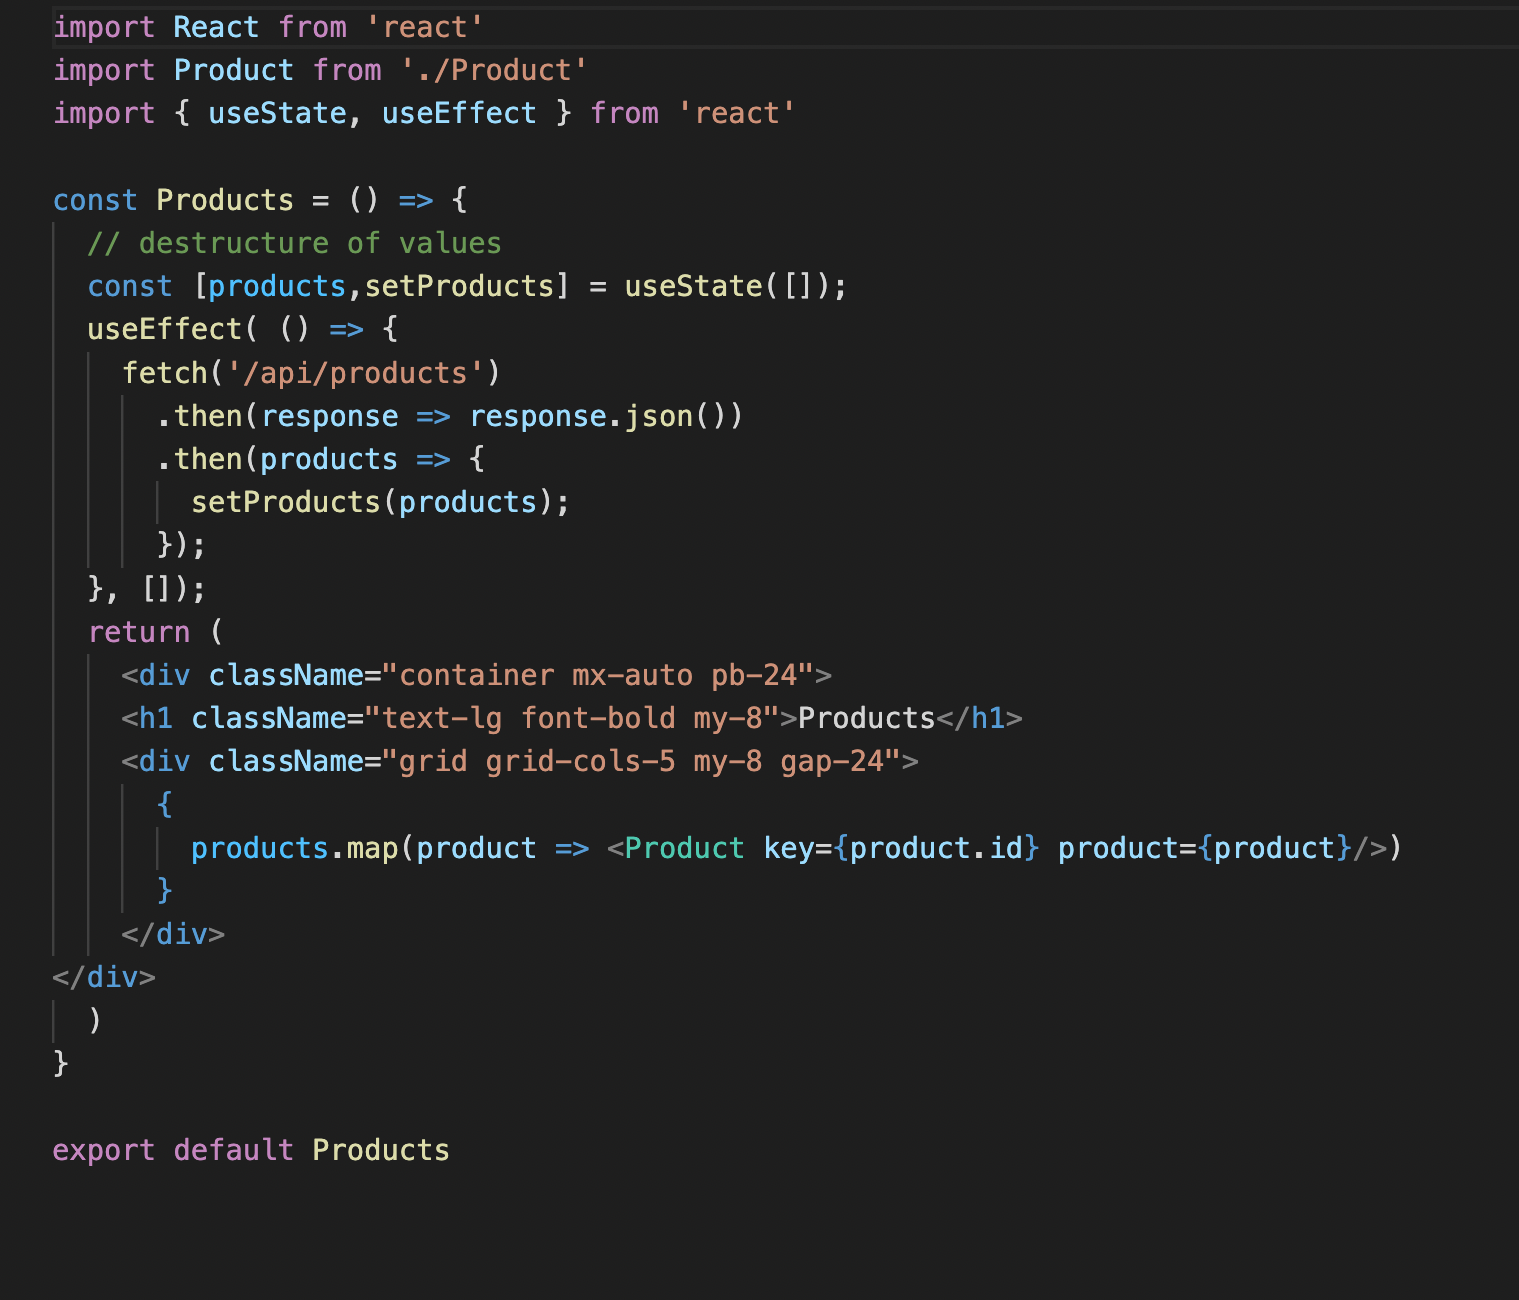 import React from 'react'
import Product from './Product'
import { useState, useEffect } from 'react'

const Products = () => {
  // destructure of values
  const [products,setProducts] = useState([]);
  useEffect( () => {
    fetch('/api/products')
      .then(response => response.json())
      .then(products => {
        setProducts(products);
      });
  }, []);
  return (
    <div className="container mx-auto pb-24">
    <h1 className="text-lg font-bold my-8">Products</h1>
    <div className="grid grid-cols-5 my-8 gap-24">
      {
        products.map(product => <Product key={product.id} product={product}/>)
      }
    </div>
</div>
  )
}

export default Products